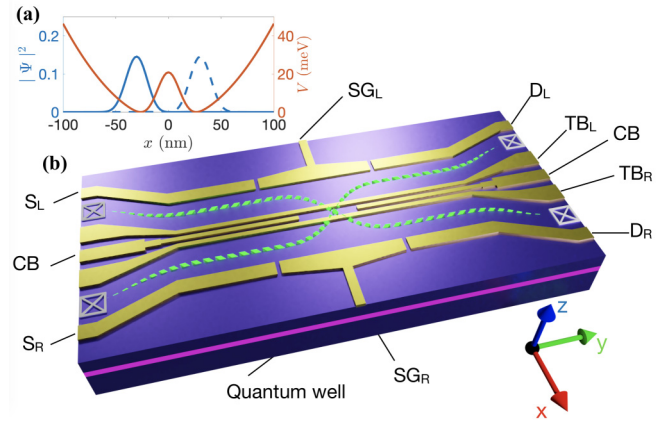 (a)
0.2
0.1
0
| Ψ |²
40
20
0
V (meV)
-100 -50 0 50 100
x (nm)
(b)
SG_L
D_L
TB_L
CB
TB_R
D_R
S_L
CB
S_R
Quantum well
SG_R
z
y
x